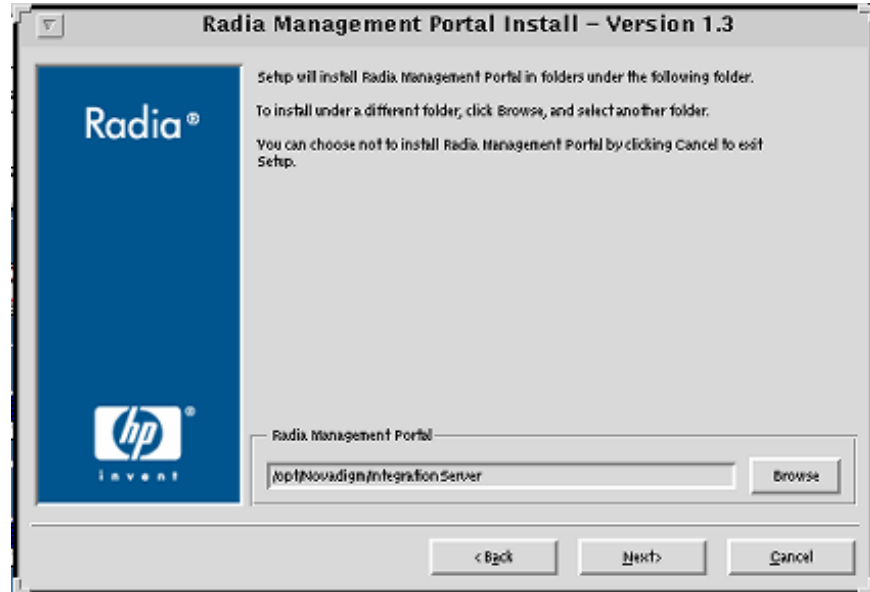 Radia Management Portal Install – Version 1.3
Radia®
Setup will install Radia Management Portal in folders under the following folder.
To install under a different folder, click Browse, and select another folder.
You can choose not to install Radia Management Portal by clicking Cancel to exit
Setup.
hp®
invent
Radia Management Portal
/opt/Novadigm/IntegrationServer
Browse
< Back
Next>
Cancel